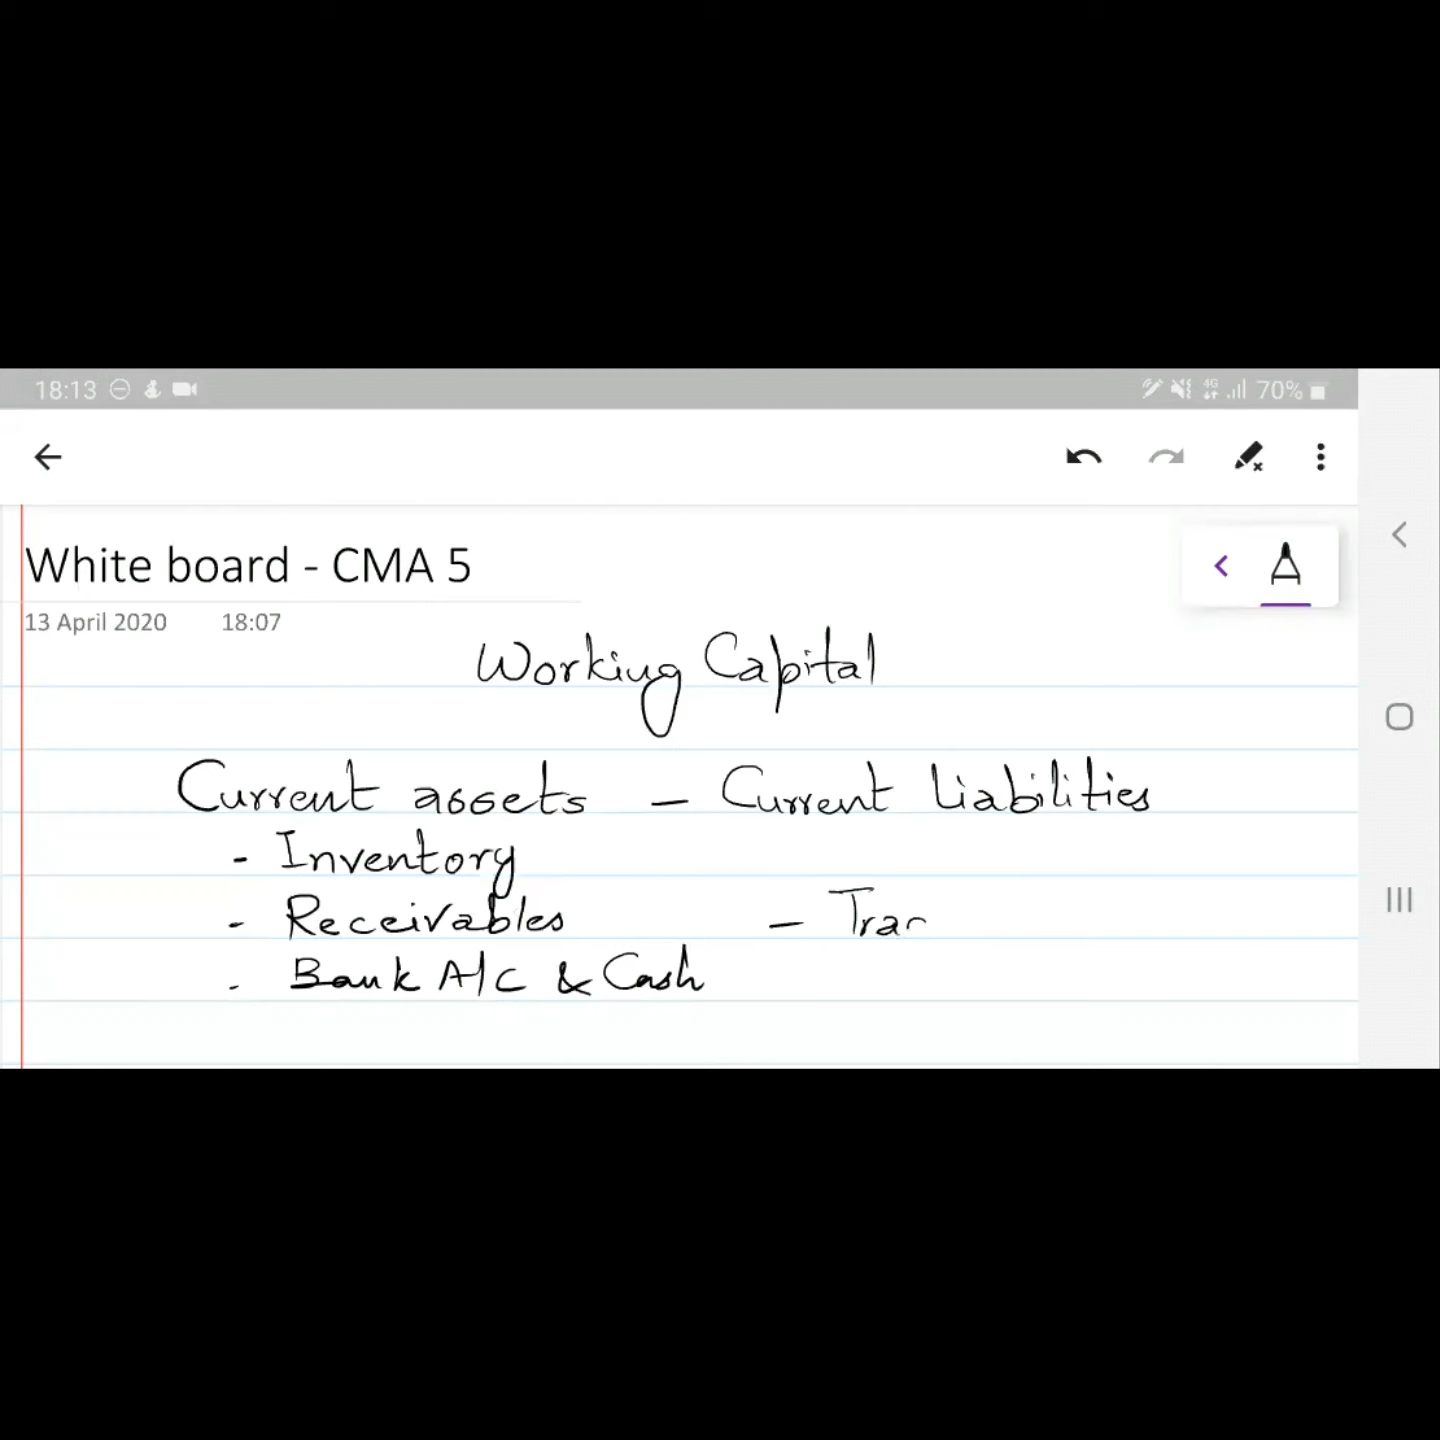 18:13 4G 70%
White board - CMA 5
13 April 2020 18:07
Working Capital
Current assets - Current liabilities
- Inventory
- Receivables - Trar
- Bank A/C & Cash